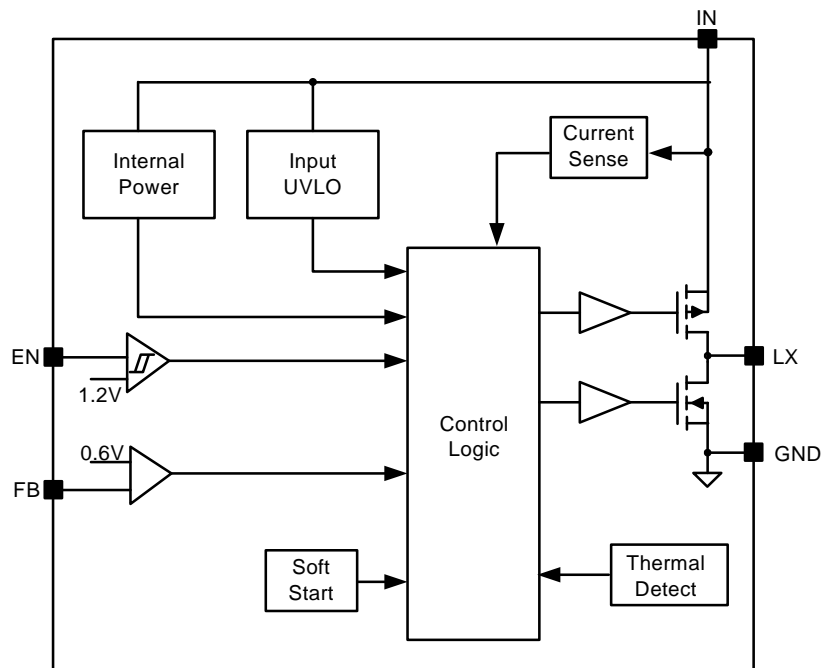 IN
Internal
Power
Input
UVLO
Current
Sense
EN
1.2V
LX
Control
Logic
0.6V
GND
FB
Soft
Start
Thermal
Detect